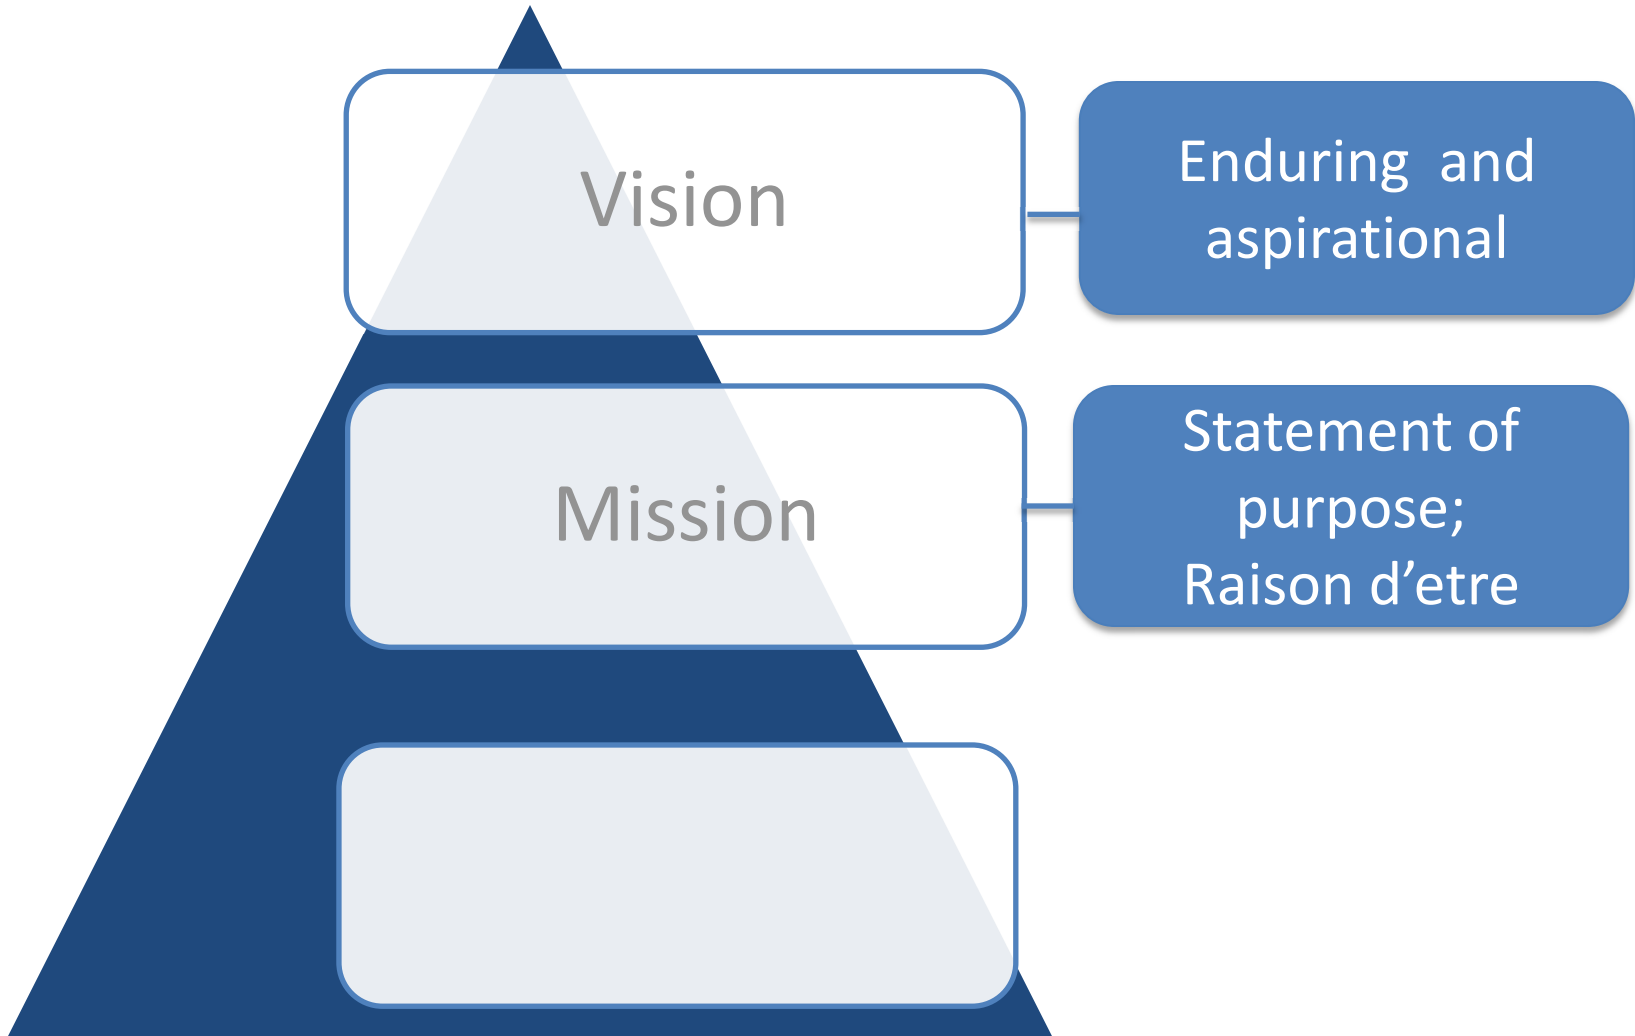 Vision
Enduring  and
aspirational
Mission
Statement of
purpose;
Raison d’etre